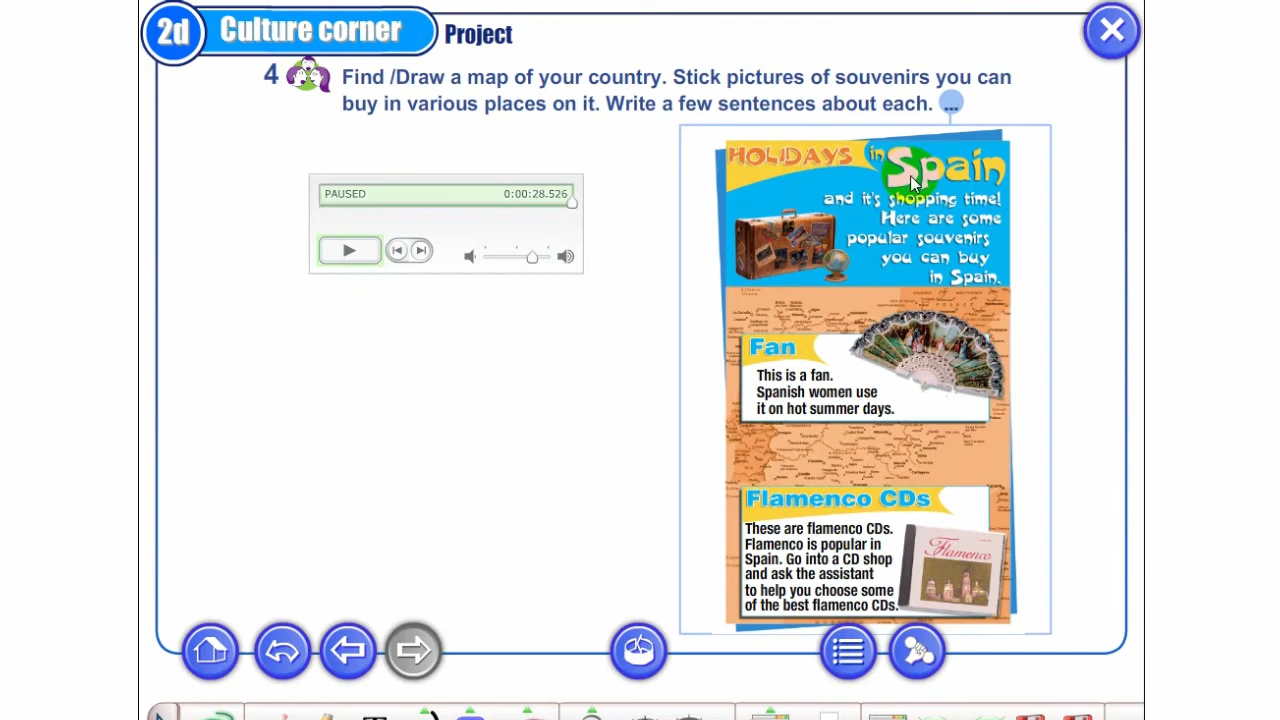 2d Culture corner Project
4 Find /Draw a map of your country. Stick pictures of souvenirs you can
buy in various places on it. Write a few sentences about each. ...
PAUSED 0:00:28.526
HOLIDAYS in Spain
and it's shopping time!
Here are some
popular souvenirs
you can buy
in Spain.
Fan
This is a fan.
Spanish women use
it on hot summer days.
Flamenco CDs
These are flamenco CDs.
Flamenco is popular in
Spain. Go into a CD shop
and ask the assistant
to help you choose some
of the best flamenco CDs.
Flamenco